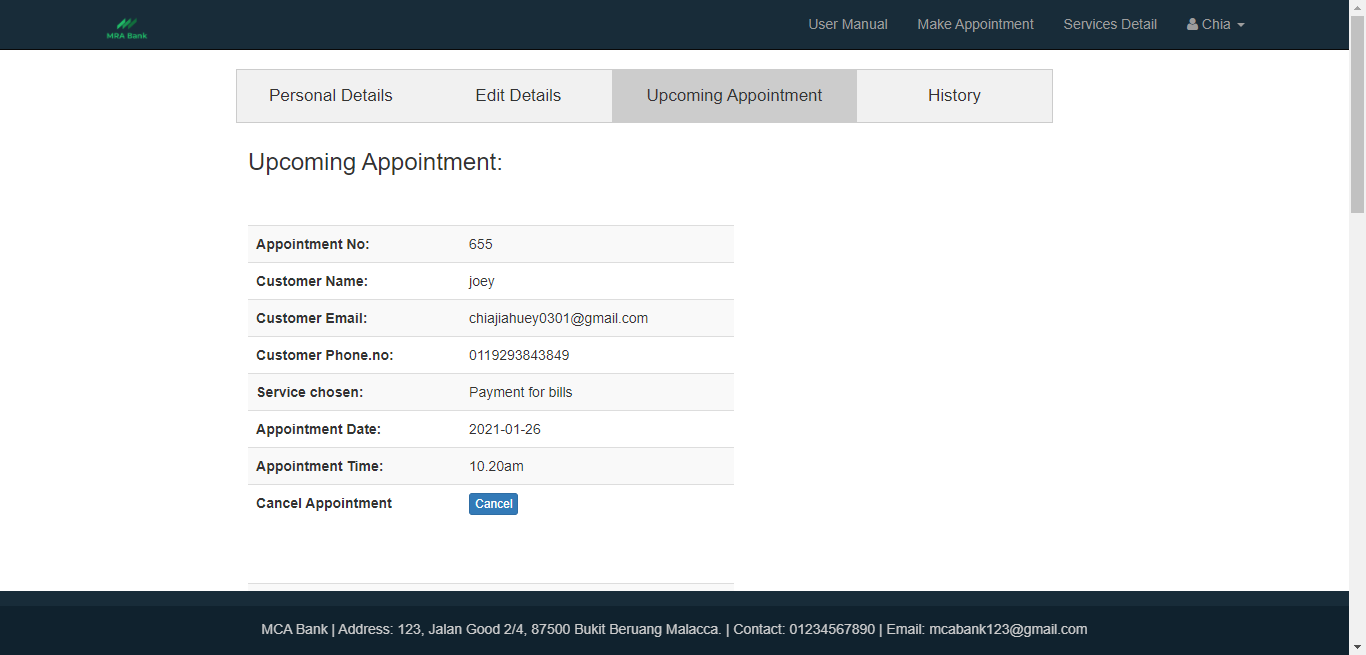 MRA Bank
User Manual Make Appointment Services Detail Chia
Personal Details Edit Details Upcoming Appointment History
Upcoming Appointment:
Appointment No: 655
Customer Name: joey
Customer Email: chiajiahuey0301@gmail.com
Customer Phone.no: 0119293843849
Service chosen: Payment for bills
Appointment Date: 2021-01-26
Appointment Time: 10.20am
Cancel Appointment Cancel
MCA Bank | Address: 123, Jalan Good 2/4, 87500 Bukit Beruang Malacca. | Contact: 01234567890 | Email: mcabank123@gmail.com